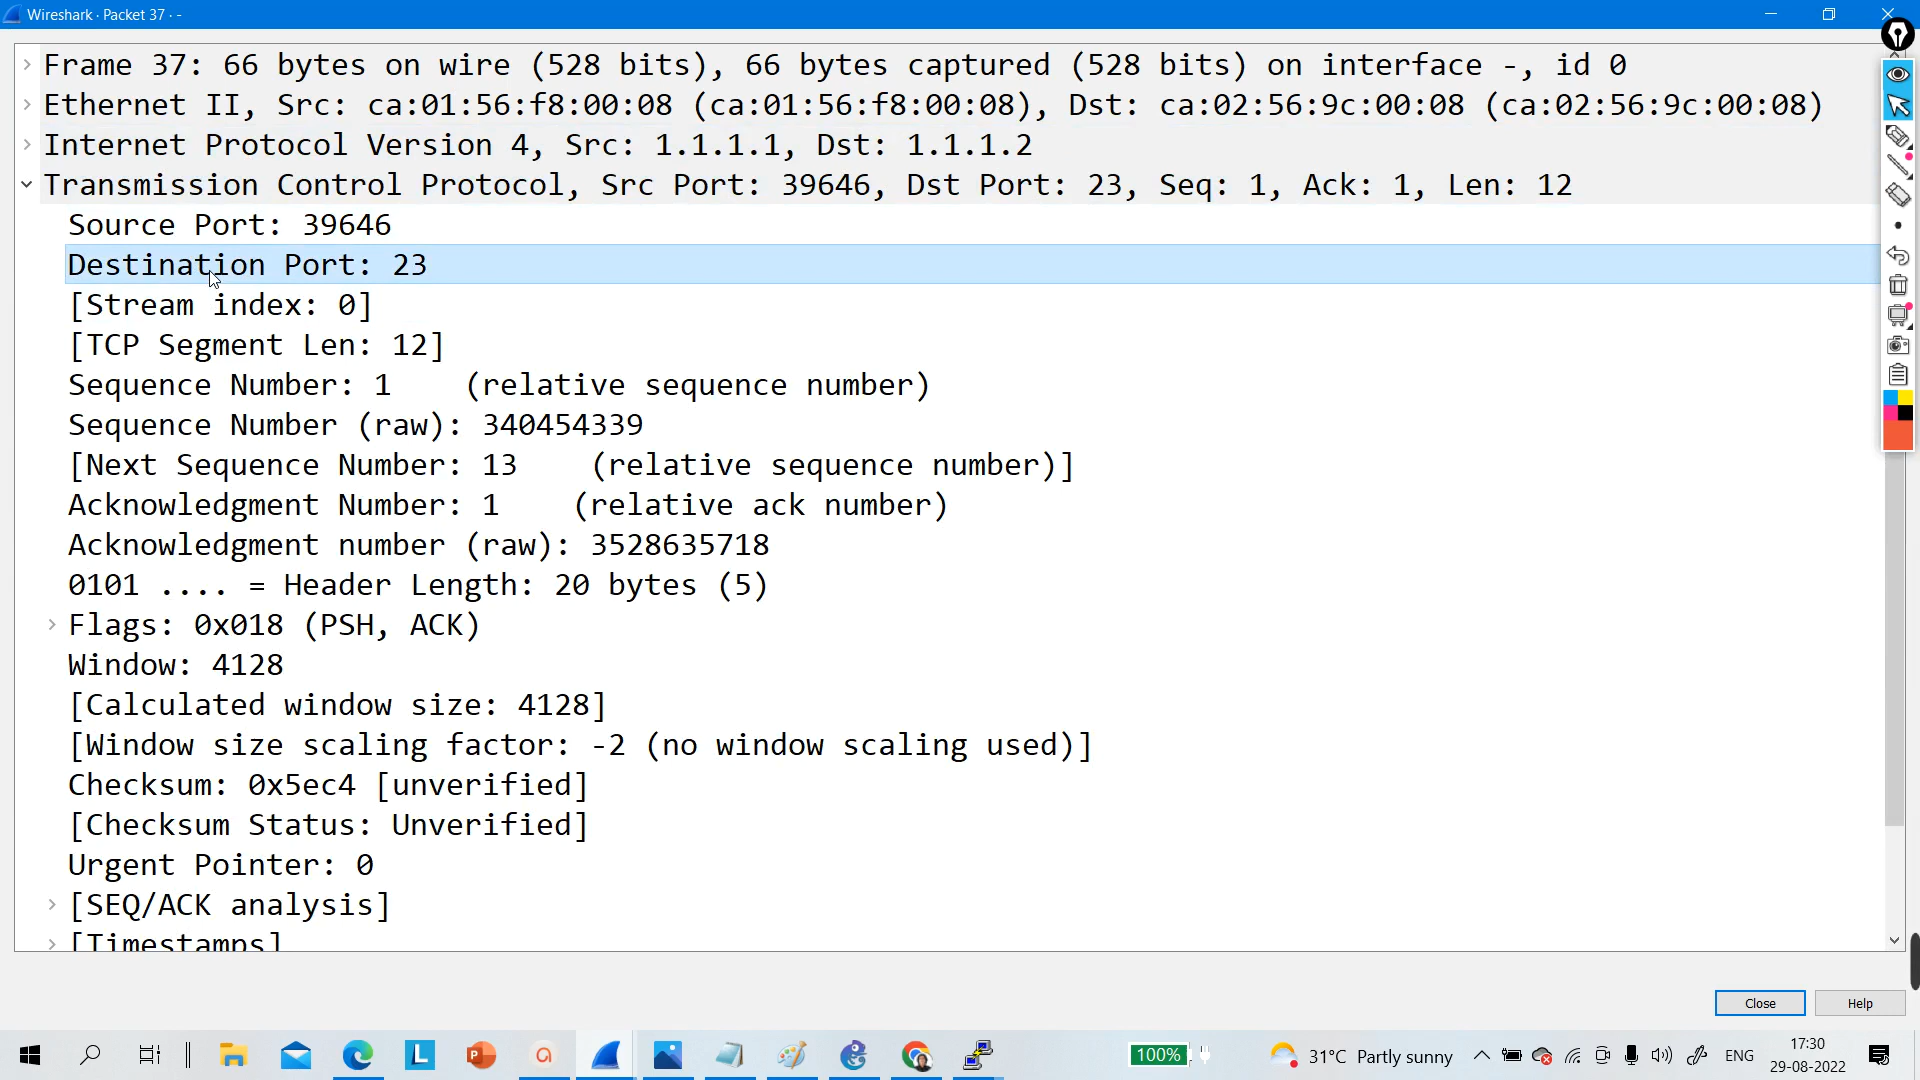 Wireshark · Packet 37 · -
Frame 37: 66 bytes on wire (528 bits), 66 bytes captured (528 bits) on interface -, id 0
Ethernet II, Src: ca:01:56:f8:00:08 (ca:01:56:f8:00:08), Dst: ca:02:56:9c:00:08 (ca:02:56:9c:00:08)
Internet Protocol Version 4, Src: 1.1.1.1, Dst: 1.1.1.2
Transmission Control Protocol, Src Port: 39646, Dst Port: 23, Seq: 1, Ack: 1, Len: 12
Source Port: 39646
Destination Port: 23
[Stream index: 0]
[TCP Segment Len: 12]
Sequence Number: 1    (relative sequence number)
Sequence Number (raw): 340454339
[Next Sequence Number: 13    (relative sequence number)]
Acknowledgment Number: 1    (relative ack number)
Acknowledgment number (raw): 3528635718
0101 .... = Header Length: 20 bytes (5)
Flags: 0x018 (PSH, ACK)
Window: 4128
[Calculated window size: 4128]
[Window size scaling factor: -2 (no window scaling used)]
Checksum: 0x5ec4 [unverified]
[Checksum Status: Unverified]
Urgent Pointer: 0
[SEQ/ACK analysis]
[Timestamps]
Close
Help
L
P
100%
31°C Partly sunny
ENG
17:30
29-08-2022